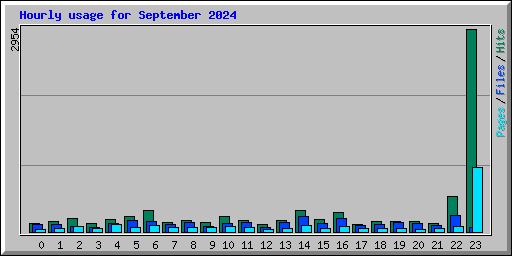 Hourly usage for September 2024
2954
Pages/Files/Hits
0 1 2 3 4 5 6 7 8 9 10 11 12 13 14 15 16 17 18 19 20 21 22 23